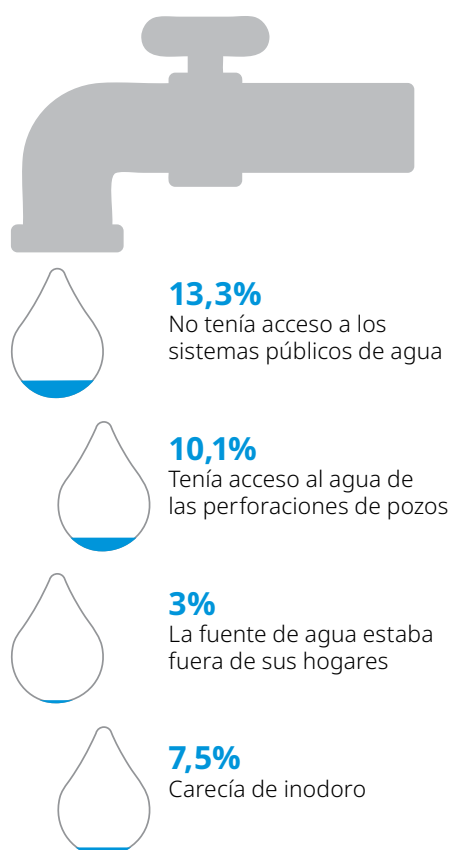 13,3%
No tenía acceso a los
sistemas públicos de agua
10,1%
Tenía acceso al agua de
las perforaciones de pozos
3%
La fuente de agua estaba
fuera de sus hogares
7,5%
Carecía de inodoro